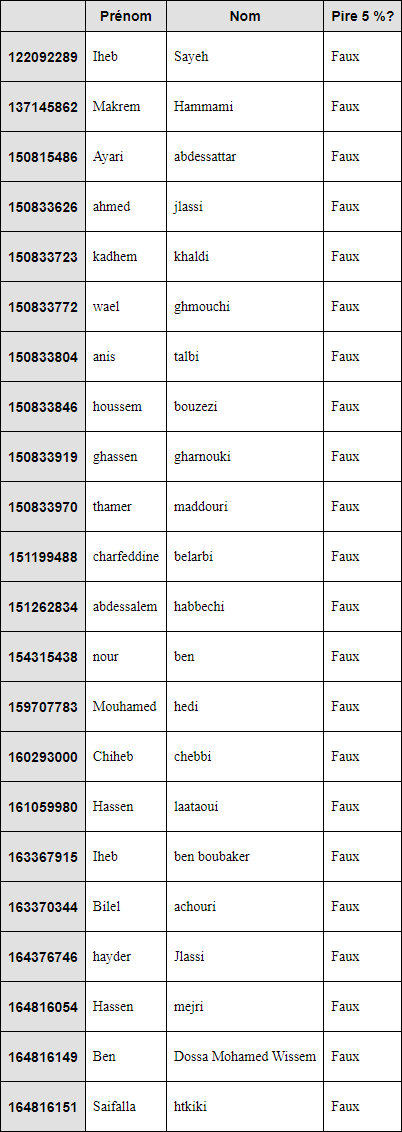 Prénom Nom Pire 5 %?
122092289 Iheb Sayeh Faux
137145862 Makrem Hammami Faux
150815486 Ayari abdessattar Faux
150833626 ahmed jlassi Faux
150833723 kadhem khaldi Faux
150833772 wael ghmouchi Faux
150833804 anis talbi Faux
150833846 houssem bouzezi Faux
150833919 ghassen gharnouki Faux
150833970 thamer maddouri Faux
151199488 charfeddine belarbi Faux
151262834 abdessalem habbechi Faux
154315438 nour ben Faux
159707783 Mouhamed hedi Faux
160293000 Chiheb chebbi Faux
161059980 Hassen laataoui Faux
163367915 Iheb ben boubaker Faux
163370344 Bilel achouri Faux
164376746 hayder Jlassi Faux
164816054 Hassen mejri Faux
164816149 Ben Dossa Mohamed Wissem Faux
164816151 Saifalla htkiki Faux